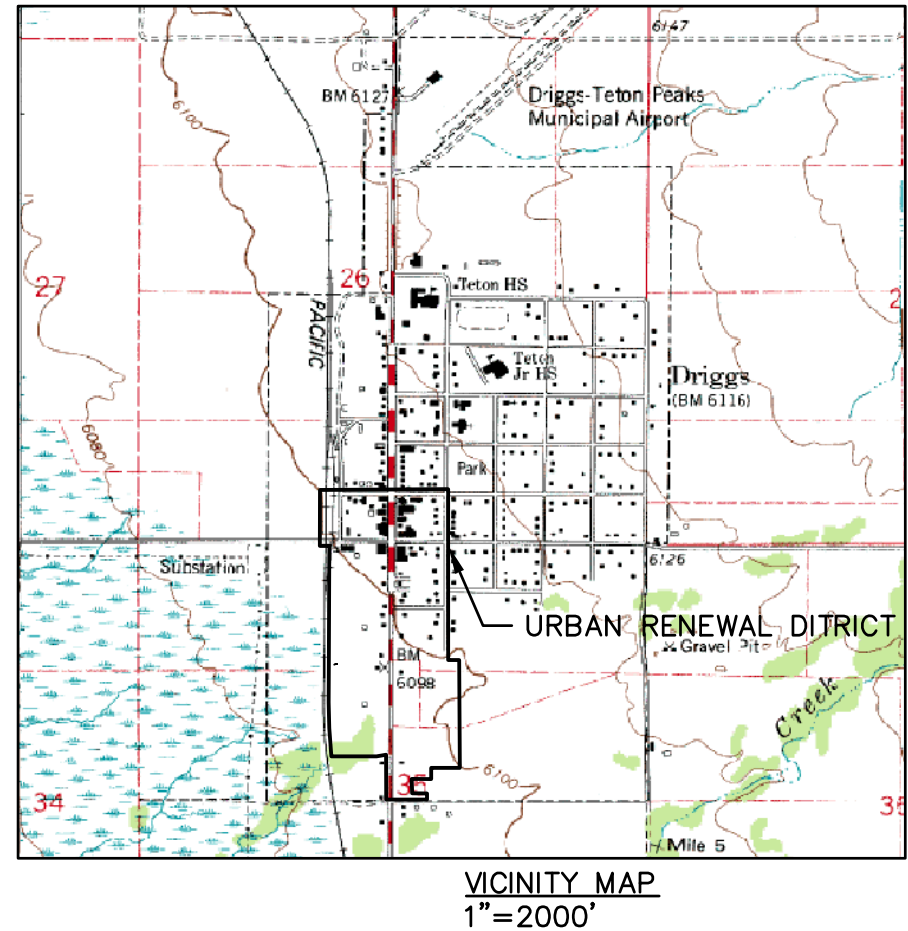 6147
BM 6127
Driggs-Teton Peaks
Municipal Airport
6100
27
26
Teton HS
PACIFIC
Teton
Jr HS
Driggs
(BM 6116)
6080
Park
Substation
6126
URBAN RENEWAL DITRICT
Gravel Pit
BM
6098
Creek
6100
34
35
Mile 5
VICINITY MAP
1"=2000'